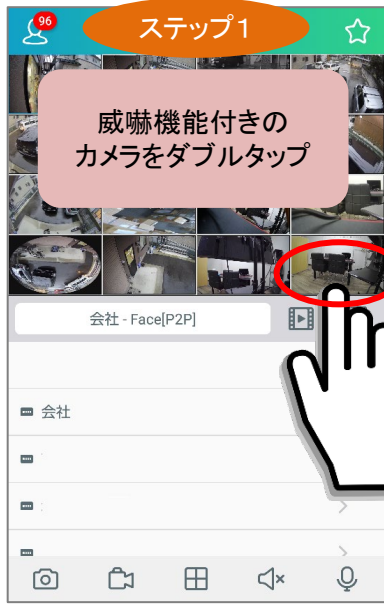 96
ステップ1
威嚇機能付きの
カメラをダブルタップ
会社 - Face[P2P]
会社